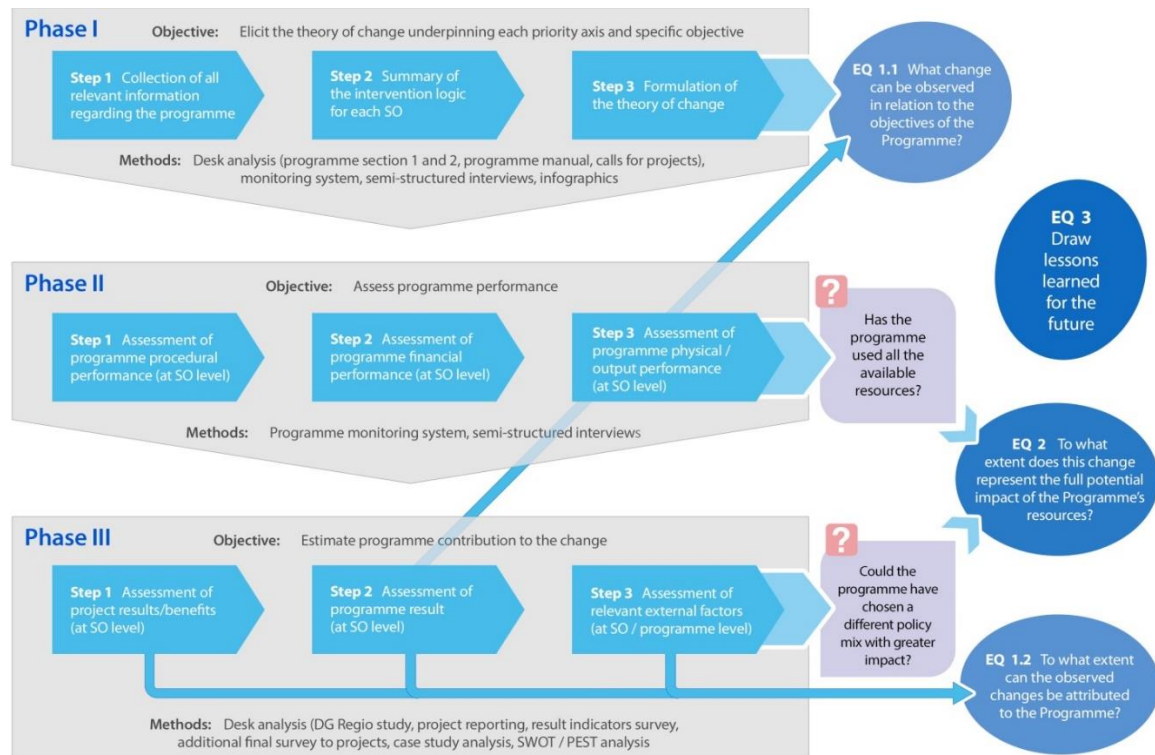 Phase I
Objective: Elicit the theory of change underpinning each priority axis and specific objective
Step 1 Collection of all
relevant information
regarding the programme
Step 2 Summary of
the intervention logic
for each SO
Step 3 Formulation of
the theory of change
EQ 1.1 What change
can be observed
in relation to the
objectives of the
Programme?
Methods: Desk analysis (programme section 1 and 2, programme manual, calls for projects),
monitoring system, semi-structured interviews, infographics
EQ 3
Draw
lessons
learned
for the
future
Phase II
Objective: Assess programme performance
Step 1 Assessment of
programme procedural
performance (at SO level)
Step 2 Assessment of
programme financial
performance (at SO level)
Step 3 Assessment of
programme physical /
output performance
(at SO level)
?
Has the
programme
used all the
available
resources?
Methods: Programme monitoring system, semi-structured interviews
EQ 2 To what
extent does this change
represent the full potential
impact of the Programme's
resources?
Phase III
Objective: Estimate programme contribution to the change
Step 1 Assessment of
project results/benefits
(at SO level)
Step 2 Assessment of
programme result
(at SO level)
Step 3 Assessment of
relevant external factors
(at SO / programme level)
?
Could the
programme have
chosen a
different policy
mix with greater
impact?
EQ 1.2 To what extent
can the observed
changes be attributed
to the Programme?
Methods: Desk analysis (DG Regio study, project reporting, result indicators survey,
additional final survey to projects, case study analysis, SWOT / PEST analysis